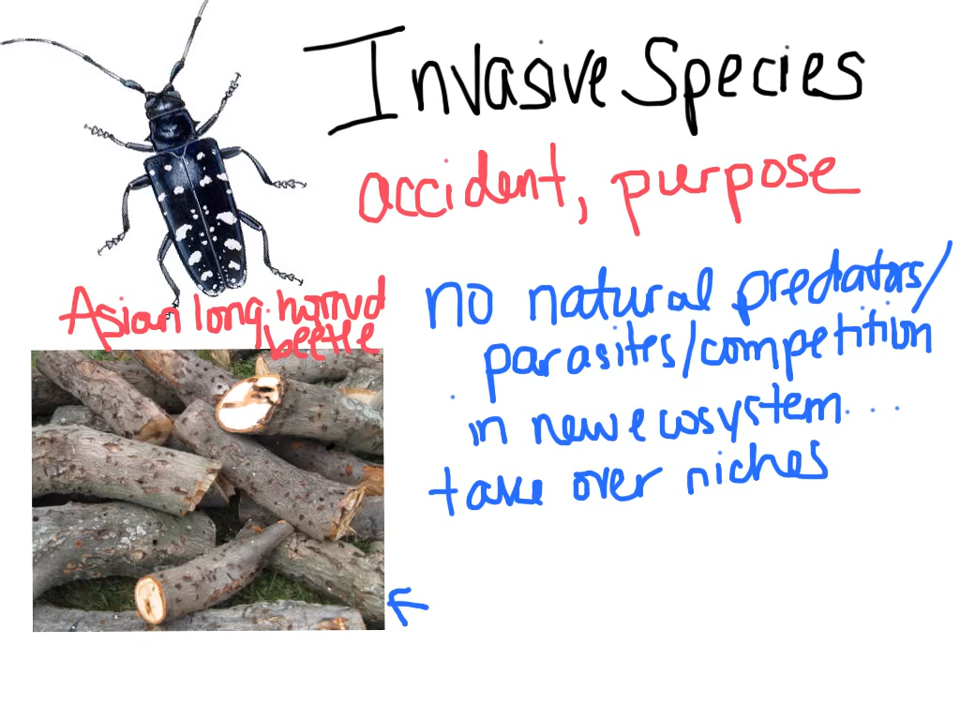 Invasive Species
accident, purpose
Asian long horned
beetle
no natural predators/
parasites/competition
in new ecosystem...
take over niches